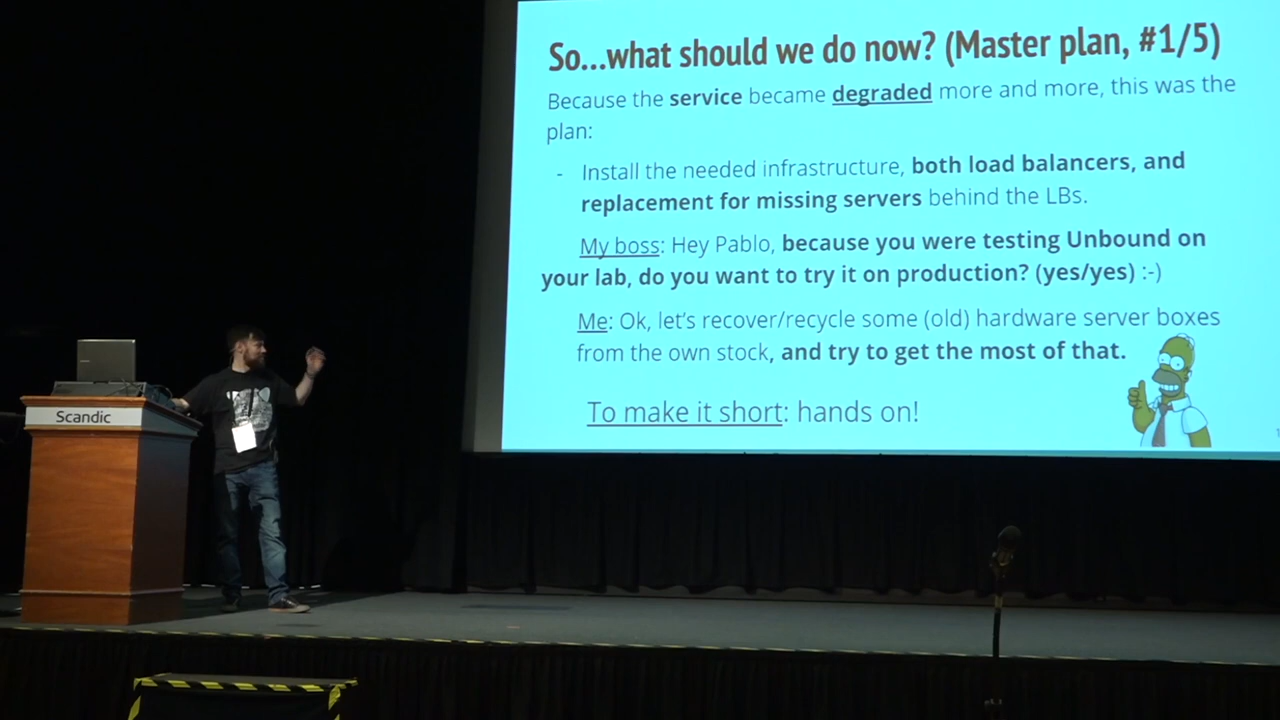 So...what should we do now? (Master plan, #1/5)
Because the service became degraded more and more, this was the
plan:
- Install the needed infrastructure, both load balancers, and
replacement for missing servers behind the LBs.
My boss: Hey Pablo, because you were testing Unbound on
your lab, do you want to try it on production? (yes/yes) :-)
Me: Ok, let's recover/recycle some (old) hardware server boxes
from the own stock, and try to get the most of that.
To make it short: hands on!
Scandic